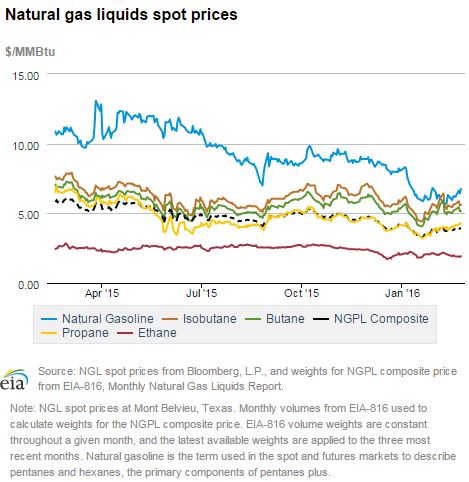 Natural gas liquids spot prices
$/MMBtu
15.00
10.00
5.00
0.00
Apr '15 Jul '15 Oct '15 Jan '16
Natural Gasoline Isobutane Butane NGPL Composite
Propane Ethane
eia
Source: NGL spot prices from Bloomberg, L.P., and weights for NGPL composite price
from EIA-816, Monthly Natural Gas Liquids Report.
Note: NGL spot prices at Mont Belvieu, Texas. Monthly volumes from EIA-816 used to
calculate weights for the NGPL composite price. EIA-816 volume weights are constant
throughout a given month, and the latest available weights are applied to the three most
recent months. Natural gasoline is the term used in the spot and futures markets to describe
pentanes and hexanes, the primary components of pentanes plus.